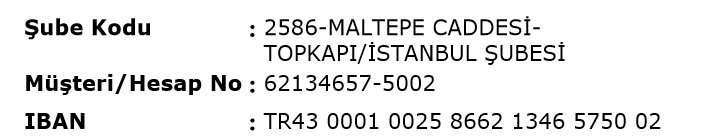 Şube Kodu : 2586-MALTEPE CADDESİ-
TOPKAPI/İSTANBUL ŞUBESİ
Müşteri/Hesap No : 62134657-5002
IBAN : TR43 0001 0025 8662 1346 5750 02